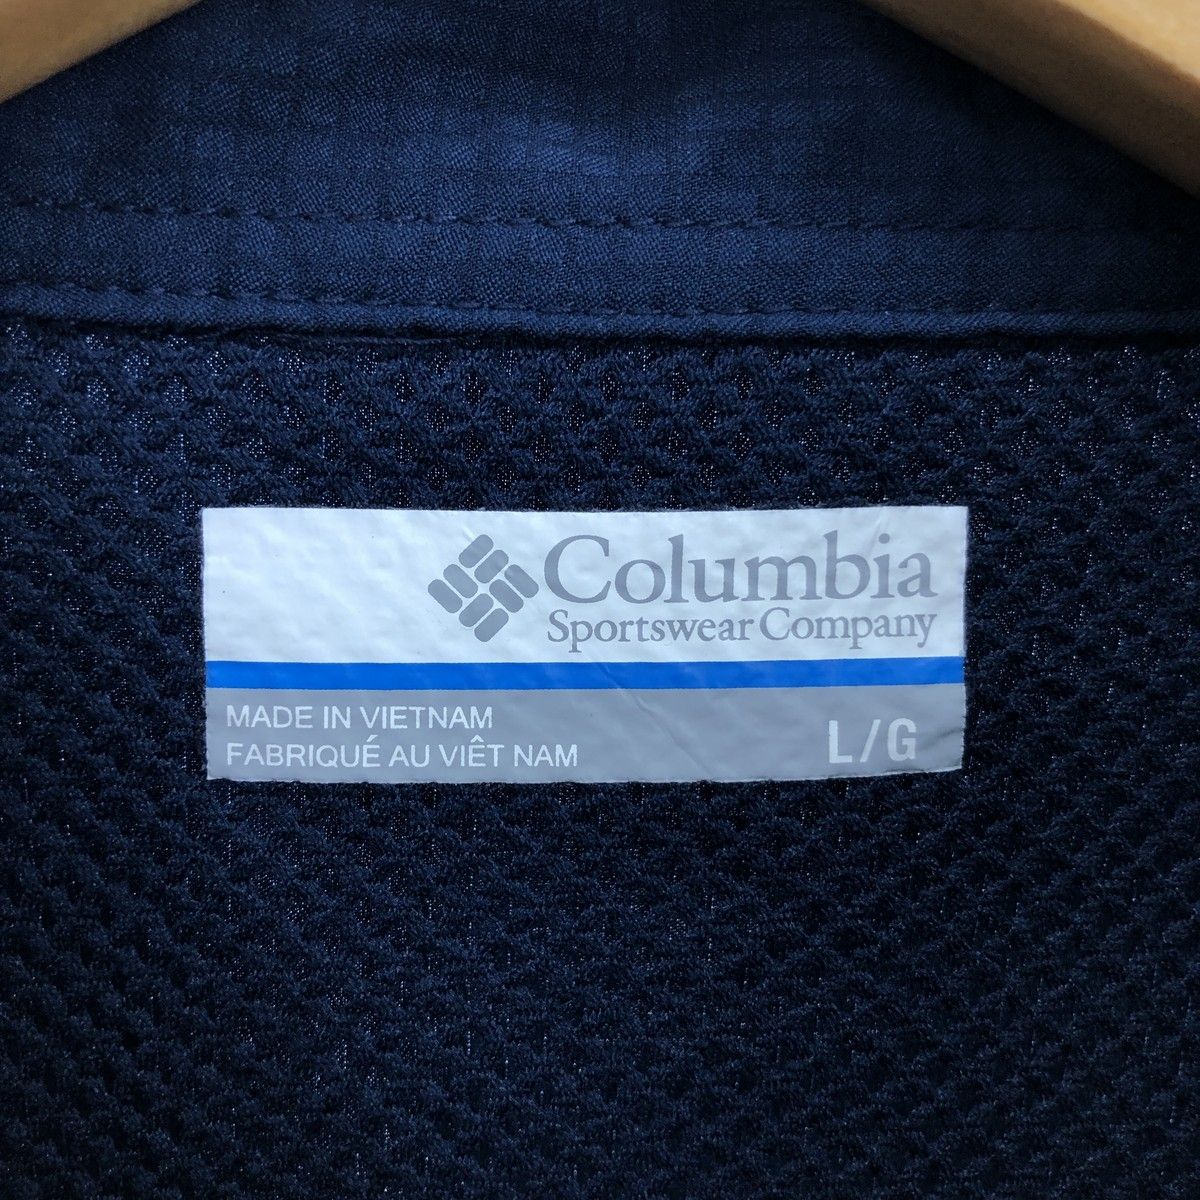 Columbia
Sportswear Company
MADE IN VIETNAM
FABRIQUÉ AU VIÊT NAM
L/G